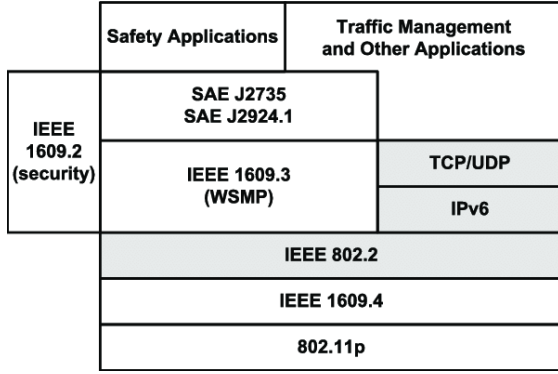 Safety Applications
Traffic Management
and Other Applications
IEEE
1609.2
(security)
SAE J2735
SAE J2924.1
IEEE 1609.3
(WSMP)
TCP/UDP
IPv6
IEEE 802.2
IEEE 1609.4
802.11p